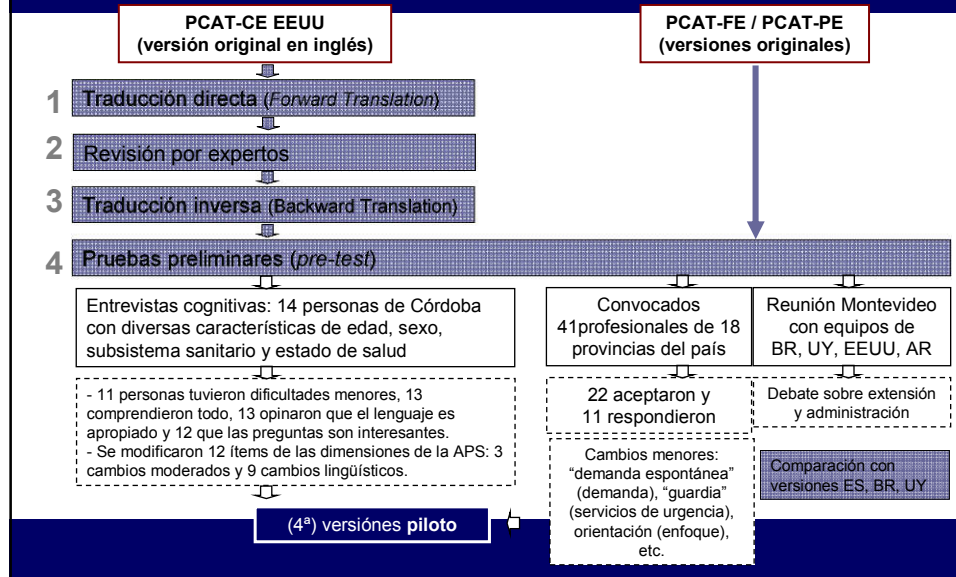 PCAT-CE EEUU
(versión original en inglés)
PCAT-FE / PCAT-PE
(versiones originales)
1
Traducción directa (Forward Translation)
2
Revisión por expertos
3
Traducción inversa (Backward Translation)
4
Pruebas preliminares (pre-test)
Entrevistas cognitivas: 14 personas de Córdoba
con diversas características de edad, sexo,
subsistema sanitario y estado de salud
Convocados
41profesionales de 18
provincias del país
Reunión Montevideo
con equipos de
BR, UY, EEUU, AR
- 11 personas tuvieron dificultades menores, 13
comprendieron todo, 13 opinaron que el lenguaje es
apropiado y 12 que las preguntas son interesantes.
- Se modificaron 12 ítems de las dimensiones de la APS: 3
cambios moderados y 9 cambios lingüísticos.
22 aceptaron y
11 respondieron
Debate sobre extensión
y administración
Cambios menores:
“demanda espontánea”
(demanda), “guardia”
(servicios de urgencia),
orientación (enfoque),
etc.
Comparación con
versiones ES, BR, UY
(4ª) versiónes piloto